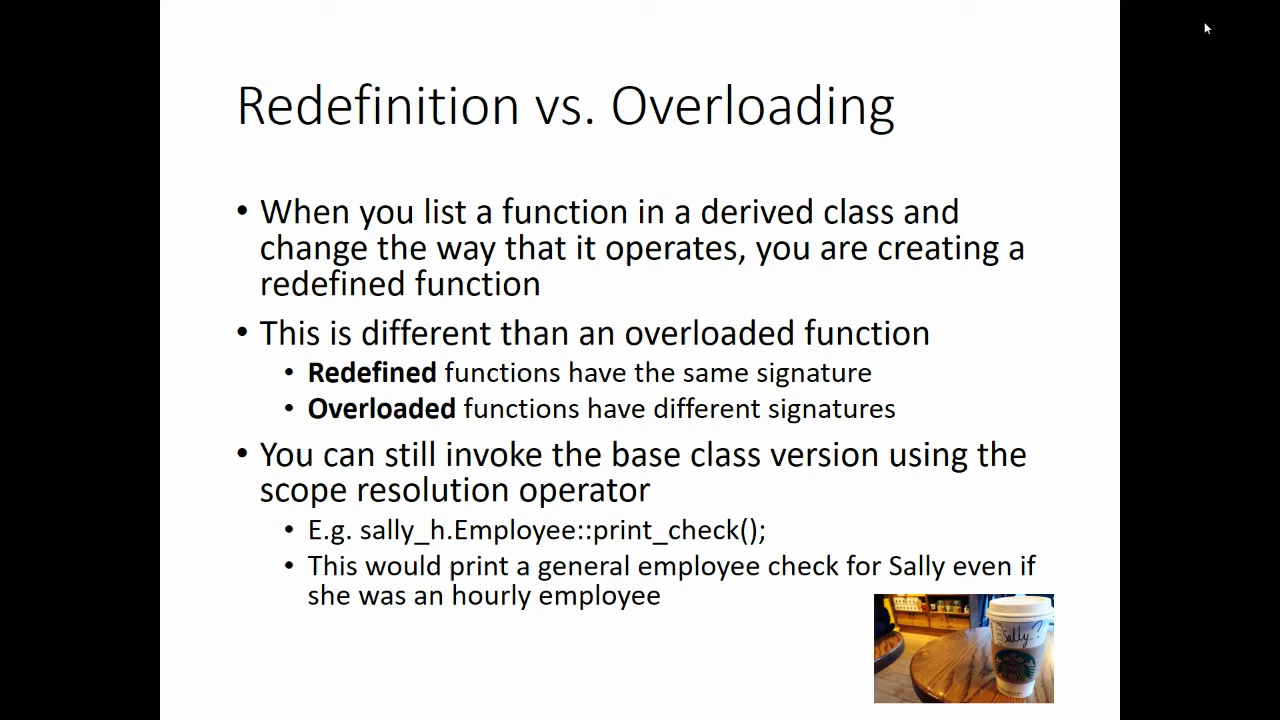 Redefinition vs. Overloading
• When you list a function in a derived class and
change the way that it operates, you are creating a
redefined function
• This is different than an overloaded function
• Redefined functions have the same signature
• Overloaded functions have different signatures
• You can still invoke the base class version using the
scope resolution operator
• E.g. sally_h.Employee::print_check();
• This would print a general employee check for Sally even if
she was an hourly employee
Sally?